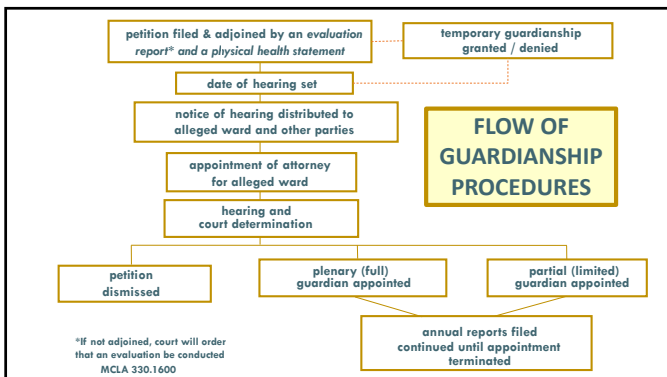 petition filed & adjoined by an evaluation
report* and a physical health statement
temporary guardianship
granted / denied
date of hearing set
notice of hearing distributed to
alleged ward and other parties
FLOW OF
GUARDIANSHIP
PROCEDURES
appointment of attorney
for alleged ward
hearing and
court determination
petition
dismissed
plenary (full)
guardian appointed
partial (limited)
guardian appointed
annual reports filed
continued until appointment
terminated
*If not adjoined, court will order
that an evaluation be conducted
MCLA 330.1600